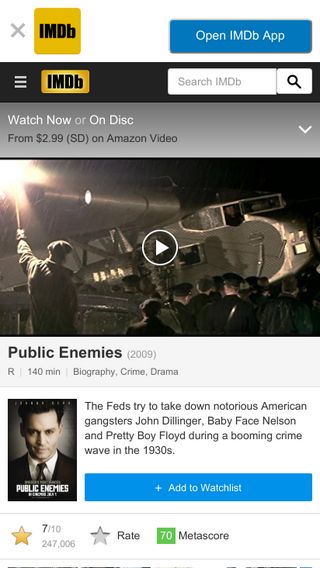 IMDb
Open IMDb App
IMDb
Search IMDb
Watch Now or On Disc
From $2.99 (SD) on Amazon Video
Public Enemies (2009)
R | 140 min | Biography, Crime, Drama
The Feds try to take down notorious American
gangsters John Dillinger, Baby Face Nelson
and Pretty Boy Floyd during a booming crime
wave in the 1930s.
PUBLIC ENEMIES
+ Add to Watchlist
7/10
247,006
Rate
70 Metascore